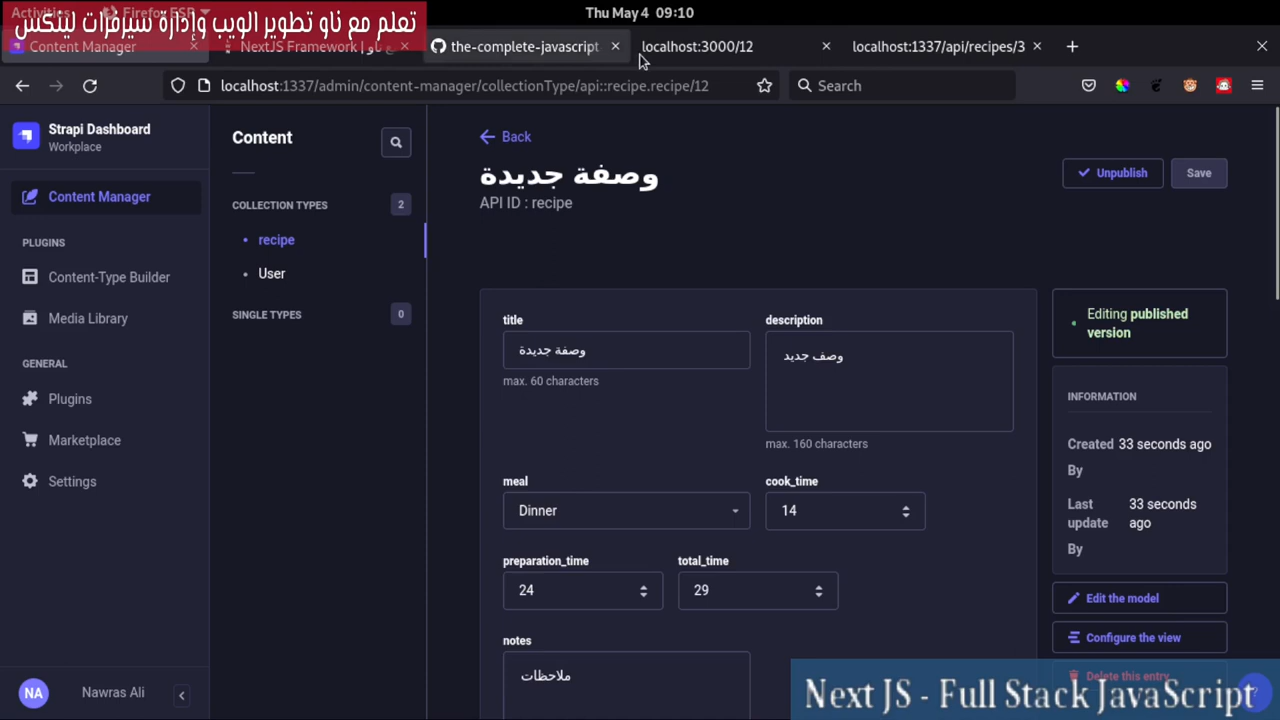 Activities
Firefox ESR
Thu May 4 09:10
تعلم مع ناو تطوير الويب وإدارة سيرفرات لينكس
Content Manager
NextJS Framework |
the-complete-javascript
localhost:3000/12
localhost:1337/api/recipes/3
localhost:1337/admin/content-manager/collectionType/api::recipe.recipe/12
Search
Strapi Dashboard
Workplace
Content Manager
PLUGINS
Content-Type Builder
Media Library
GENERAL
Plugins
Marketplace
Settings
NA
Nawras Ali
Content
COLLECTION TYPES
2
recipe
User
SINGLE TYPES
0
Back
وصفة جديدة
API ID : recipe
Unpublish
Save
title
وصفة جديدة
max. 60 characters
description
وصف جديد
max. 160 characters
meal
Dinner
cook_time
14
preparation_time
24
total_time
29
notes
ملاحظات
Editing published
version
INFORMATION
Created 33 seconds ago
By
Last update 33 seconds ago
By
Edit the model
Configure the view
Delete this entry
Next JS - Full Stack JavaScript